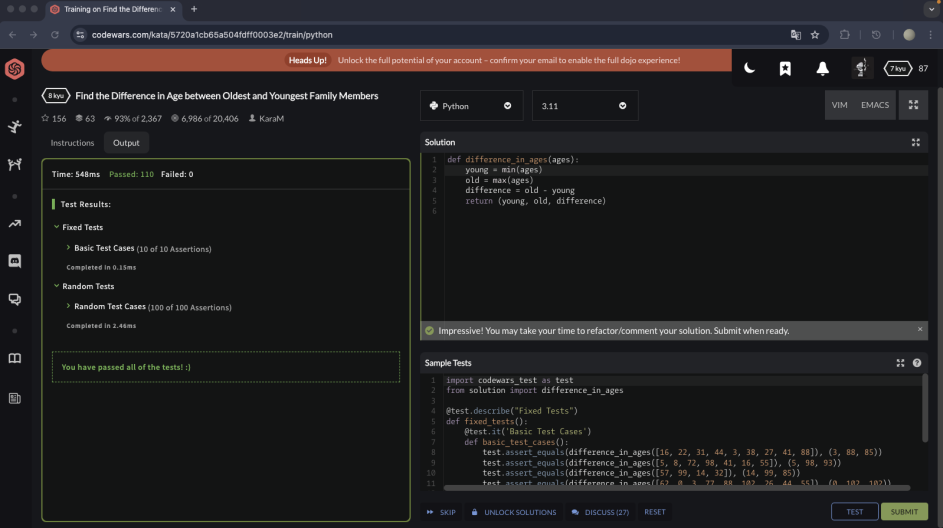 Training on Find the Differenc
codewars.com/kata/5720a1cb65a504fdff0003e2/train/python
Heads Up! Unlock the full potential of your account – confirm your email to enable the full dojo experience!
7 kyu 87
8 kyu Find the Difference in Age between Oldest and Youngest Family Members
156 63 93% of 2,367 6,986 of 20,406 KaraM
Python 3.11 VIM EMACS
Instructions Output
Time: 548ms Passed: 110 Failed: 0
Test Results:
Fixed Tests
Basic Test Cases (10 of 10 Assertions)
Completed in 0.15ms
Random Tests
Random Test Cases (100 of 100 Assertions)
Completed in 2.46ms
You have passed all of the tests! :)
Solution
1 def difference_in_ages(ages):
2 young = min(ages)
3 old = max(ages)
4 difference = old - young
5 return (young, old, difference)
6
Impressive! You may take your time to refactor/comment your solution. Submit when ready.
Sample Tests
1 import codewars_test as test
2 from solution import difference_in_ages
3
4 @test.describe("Fixed Tests")
5 def fixed_tests():
6 @test.it('Basic Test Cases')
7 def basic_test_cases():
8 test.assert_equals(difference_in_ages([16, 22, 31, 44, 3, 38, 27, 41, 88]), (3, 88, 85))
9 test.assert_equals(difference_in_ages([5, 8, 72, 98, 41, 16, 55]), (5, 98, 93))
10 test.assert_equals(difference_in_ages([57, 99, 14, 32]), (14, 99, 85))
11 test.assert_equals(difference_in_ages([62, 0, 3, 77, 88, 102, 26, 44, 55]), (0, 102, 102))
SKIP UNLOCK SOLUTIONS DISCUSS (27) RESET TEST SUBMIT